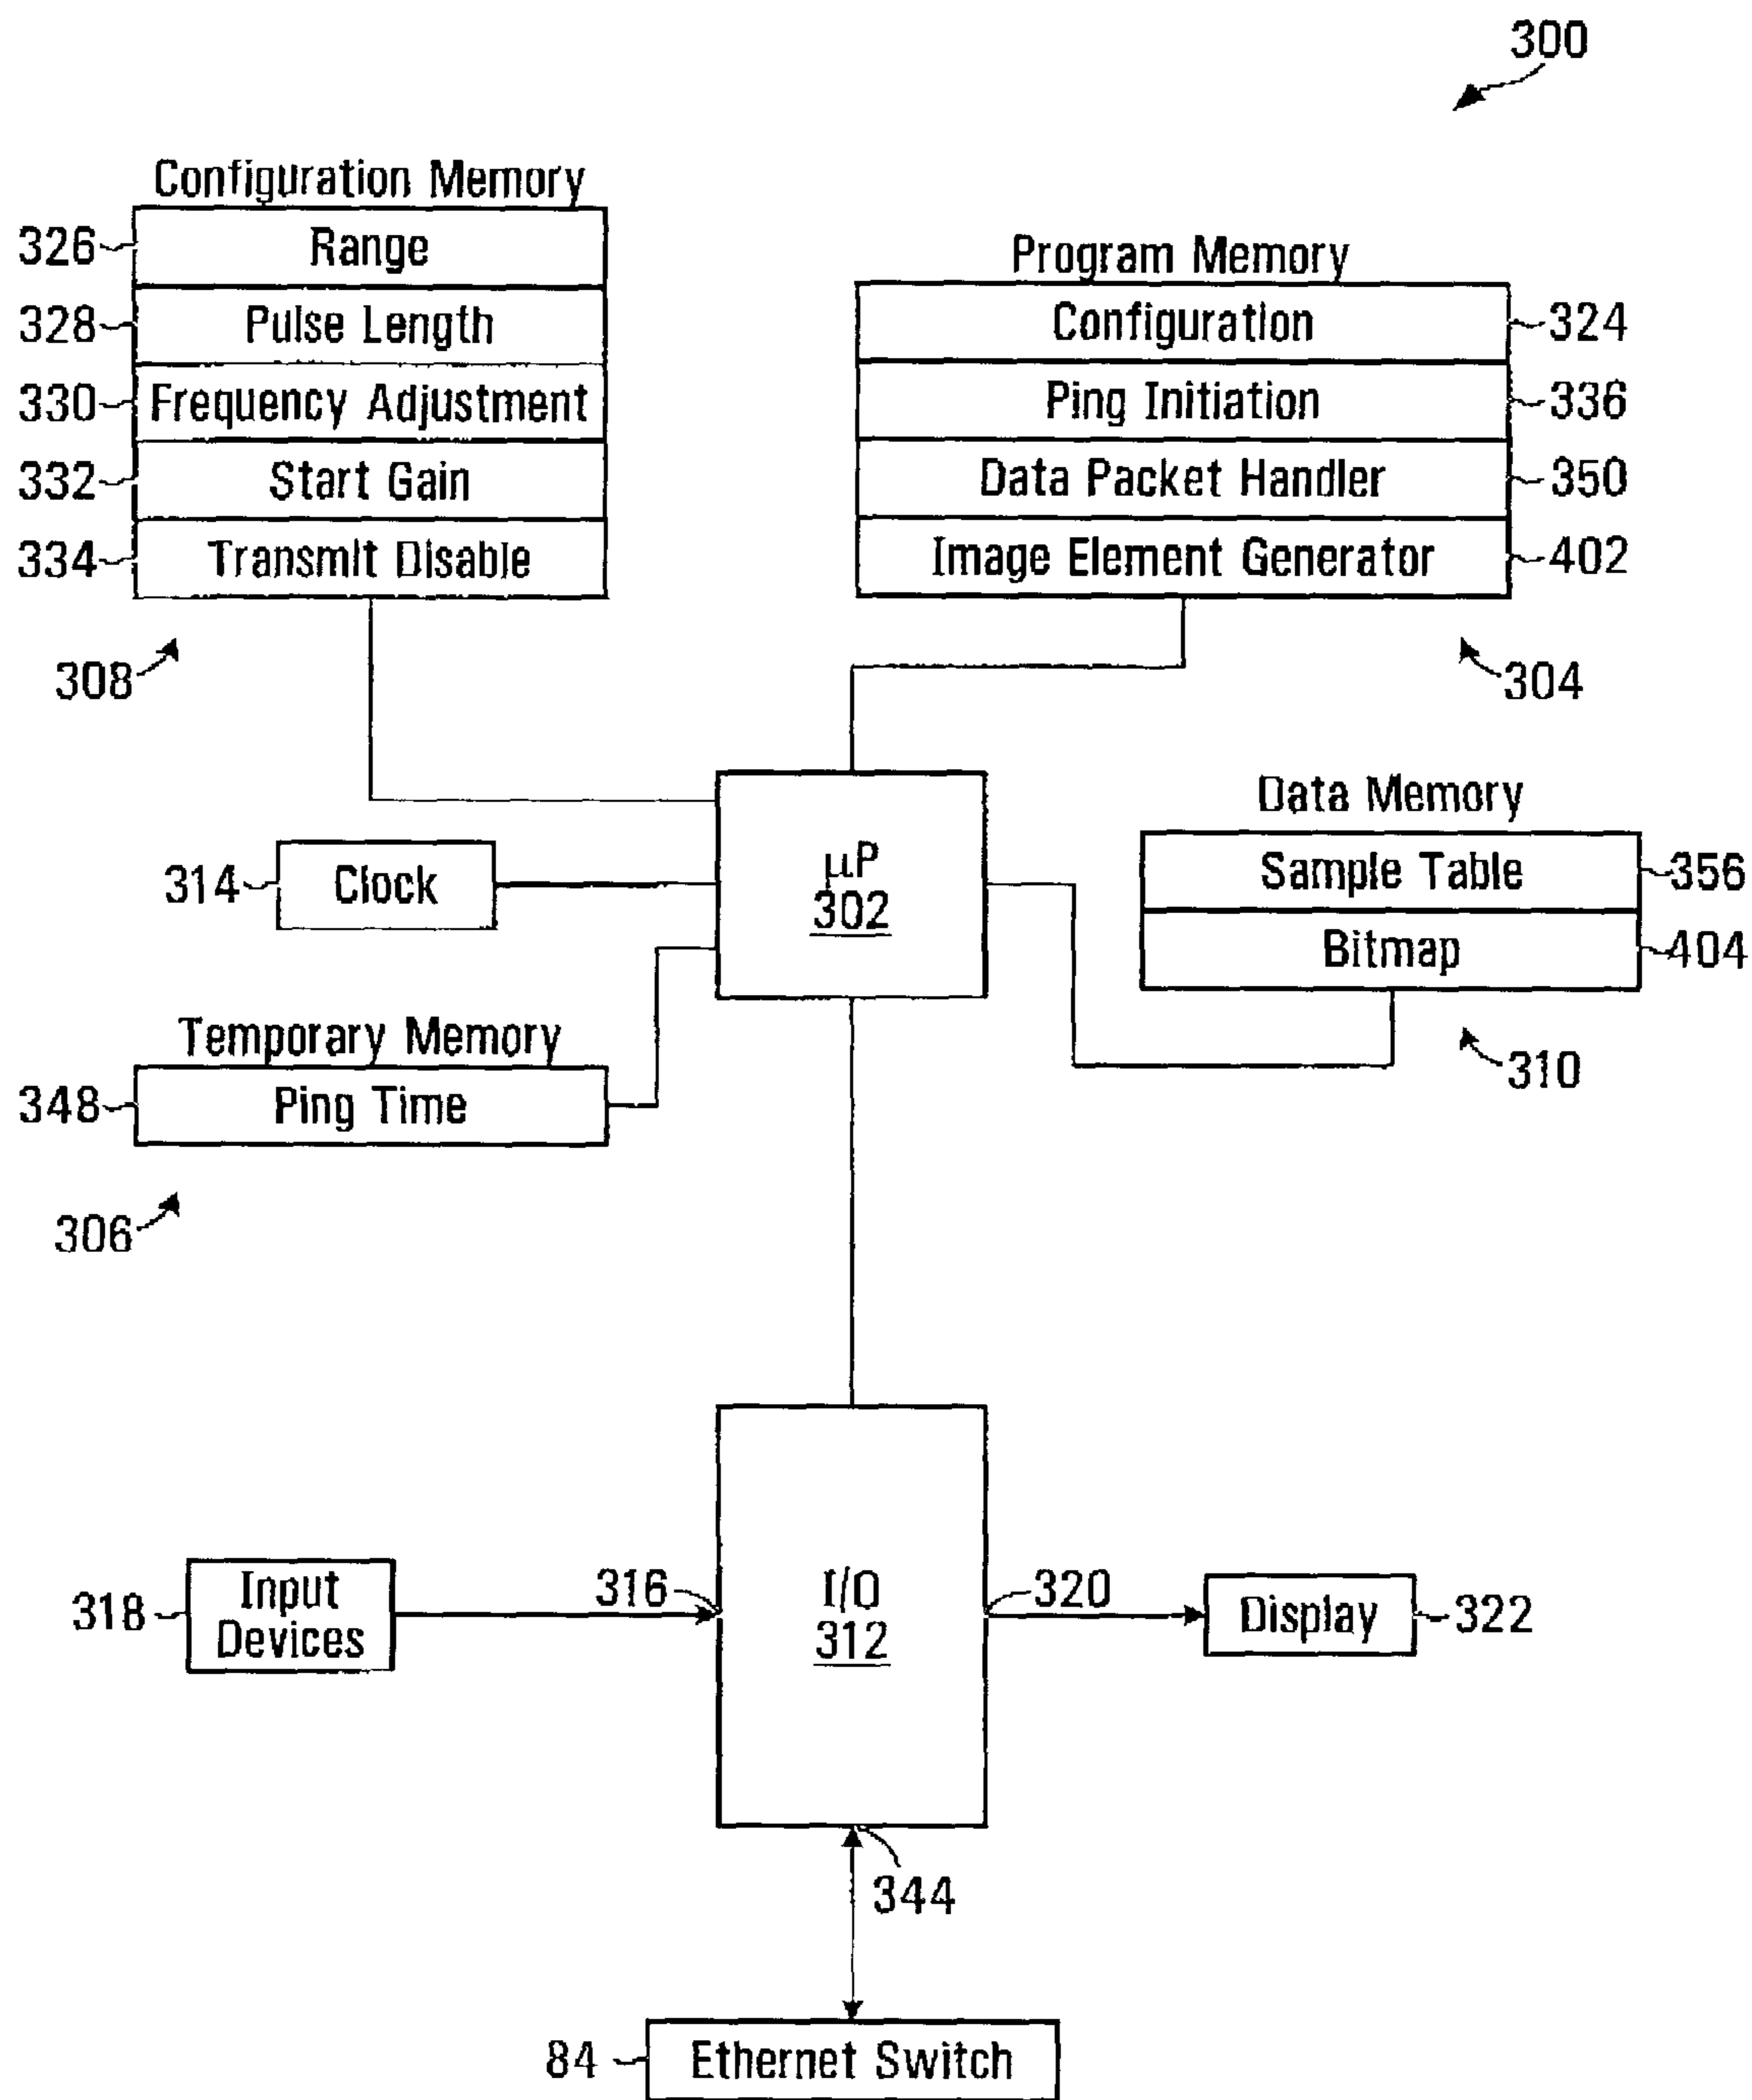 300
Configuration Memory
326 Range
328 Pulse Length
330 Frequency Adjustment
332 Start Gain
334 Transmit Disable
308
Program Memory
Configuration 324
Ping Initiation 336
Data Packet Handler 350
Image Element Generator 402
304
314 Clock
µP
302
Data Memory
Sample Table 356
Bitmap 404
310
Temporary Memory
348 Ping Time
306
318 Input
Devices
316
I/O
312
320
Display 322
344
84 Ethernet Switch